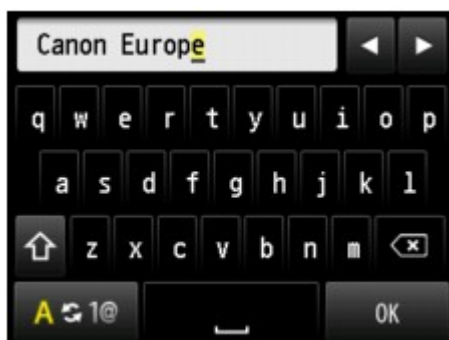 Canon Europe
q w e r t y u i o p
a s d f g h j k l
z x c v b n m
A 1@ OK